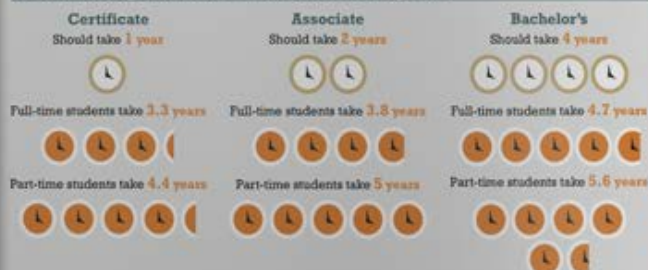 Certificate
Should take 1 year
Full-time students take 3.3 years
Part-time students take 4.4 years
Associate
Should take 2 years
Full-time students take 3.8 years
Part-time students take 5 years
Bachelor's
Should take 4 years
Full-time students take 4.7 years
Part-time students take 5.6 years